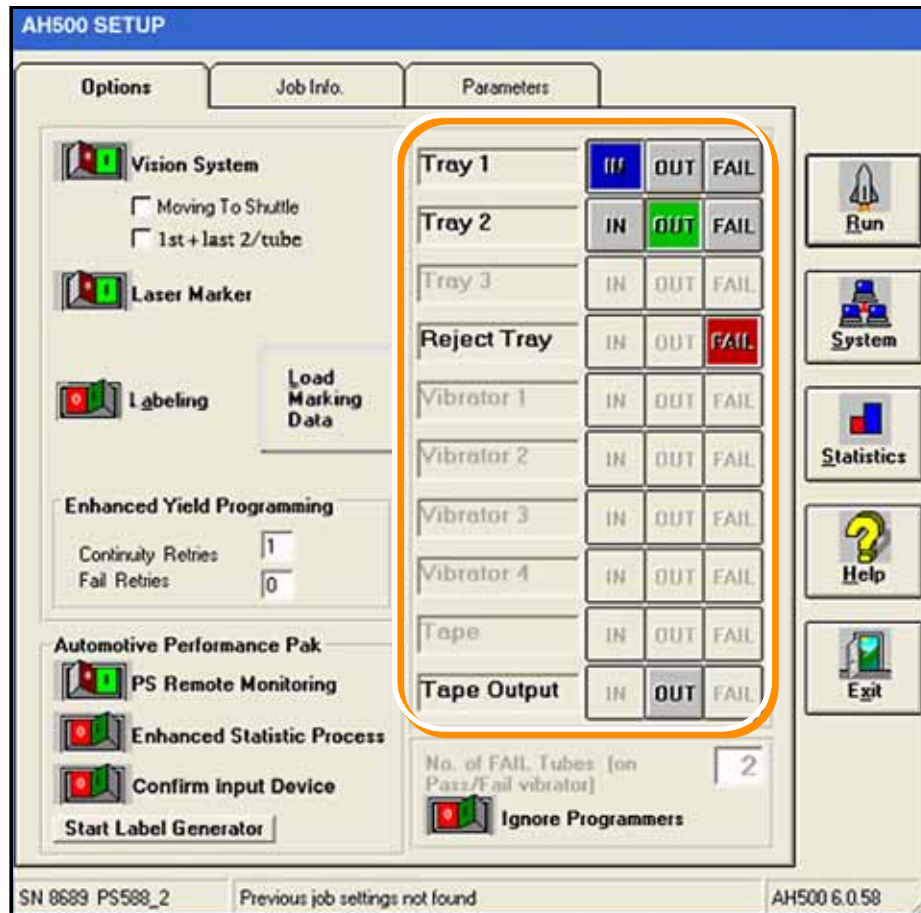 AH500 SETUP
Options Job Info. Parameters
Vision System
Moving To Shuttle
1st + last 2/tube
Laser Marker
Labeling
Load
Marking
Data
Enhanced Yield Programming
Continuity Retries 1
Fail Retries 0
Automotive Performance Pak
PS Remote Monitoring
Enhanced Statistic Process
Confirm Input Device
Start Label Generator
Tray 1 IN OUT FAIL
Tray 2 IN OUT FAIL
Tray 3 IN OUT FAIL
Reject Tray IN OUT FAIL
Vibrator 1 IN OUT FAIL
Vibrator 2 IN OUT FAIL
Vibrator 3 IN OUT FAIL
Vibrator 4 IN OUT FAIL
Tape IN OUT FAIL
Tape Output IN OUT FAIL
No. of FAIL Tubes (on 2
Pass/Fail vibrator)
Ignore Programmers
Run
System
Statistics
Help
Exit
SN 8689 PS588_2 Previous job settings not found AH500 6.0.58